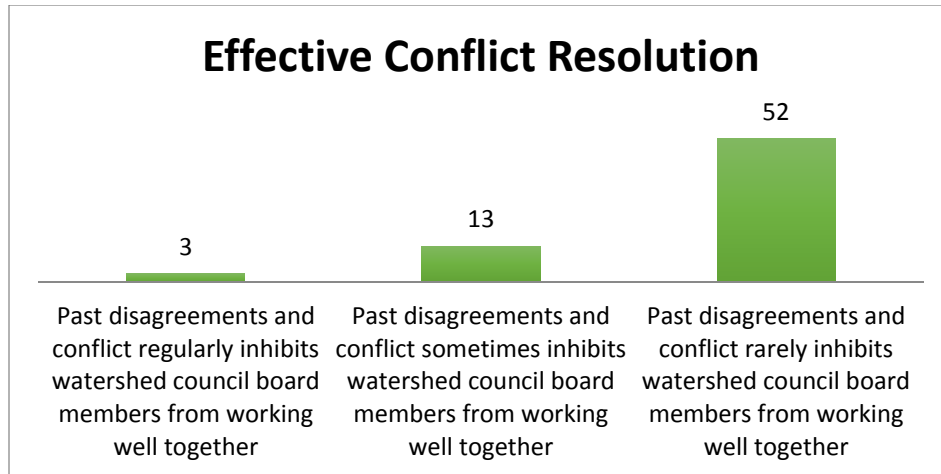 Effective Conflict Resolution
52
13
3
Past disagreements and
conflict regularly inhibits
watershed council board
members from working
well together
Past disagreements and
conflict sometimes inhibits
watershed council board
members from working
well together
Past disagreements and
conflict rarely inhibits
watershed council board
members from working
well together